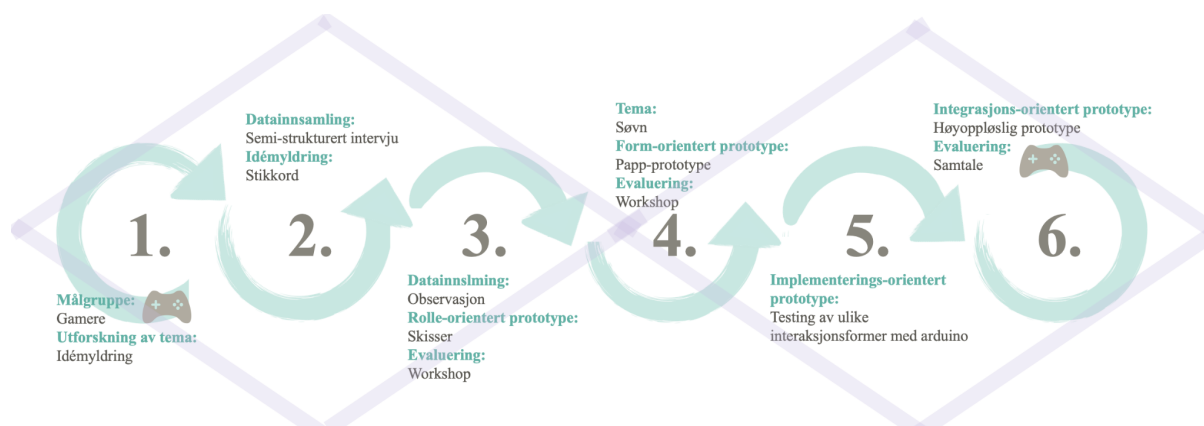 1.
Målgruppe:
Gamere
Utforskning av tema:
Idémyldring
Datainnsamling:
Semi-strukturert intervju
Idémyldring:
Stikkord
2.
3.
Datainnslming:
Observasjon
Rolle-orientert prototype:
Skisser
Evaluering:
Workshop
Tema:
Søvn
Form-orientert prototype:
Papp-prototype
Evaluering:
Workshop
4.
5.
Implementerings-orientert
prototype:
Testing av ulike
interaksjonsformer med arduino
Integrasjons-orientert prototype:
Høyoppløslig prototype
Evaluering:
Samtale
6.